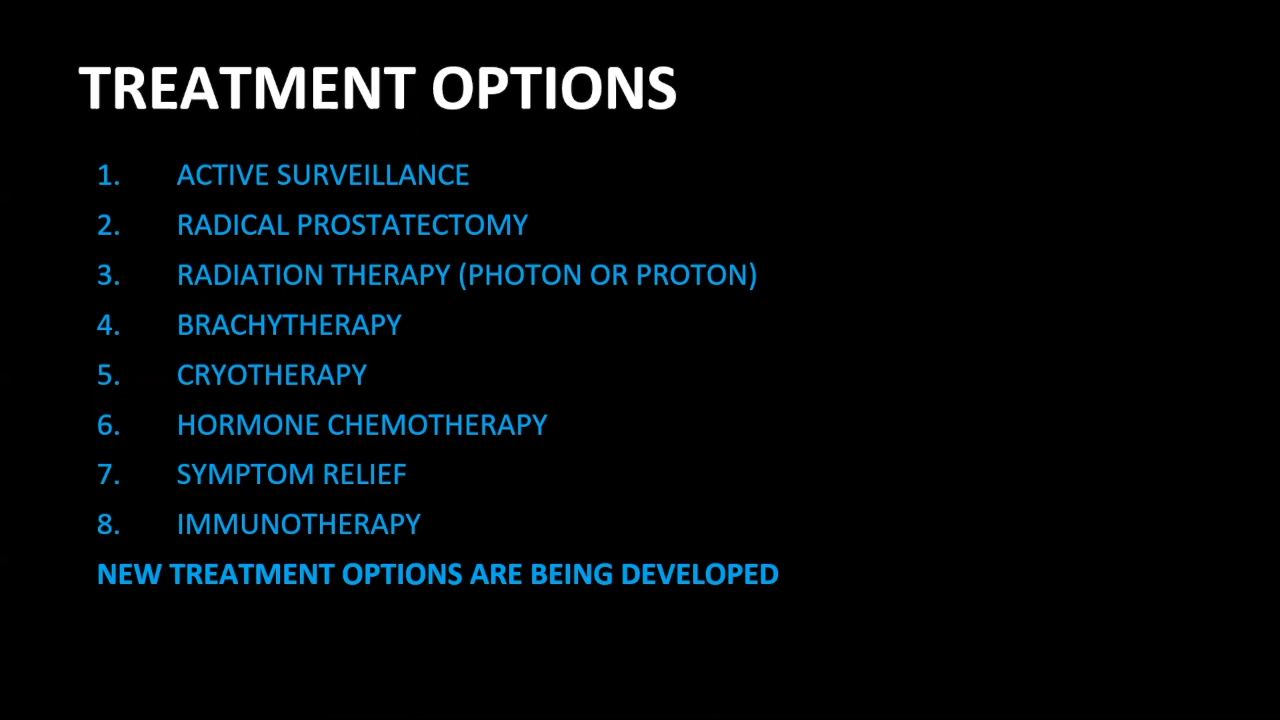 TREATMENT OPTIONS
1. ACTIVE SURVEILLANCE
2. RADICAL PROSTATECTOMY
3. RADIATION THERAPY (PHOTON OR PROTON)
4. BRACHYTHERAPY
5. CRYOTHERAPY
6. HORMONE CHEMOTHERAPY
7. SYMPTOM RELIEF
8. IMMUNOTHERAPY
NEW TREATMENT OPTIONS ARE BEING DEVELOPED